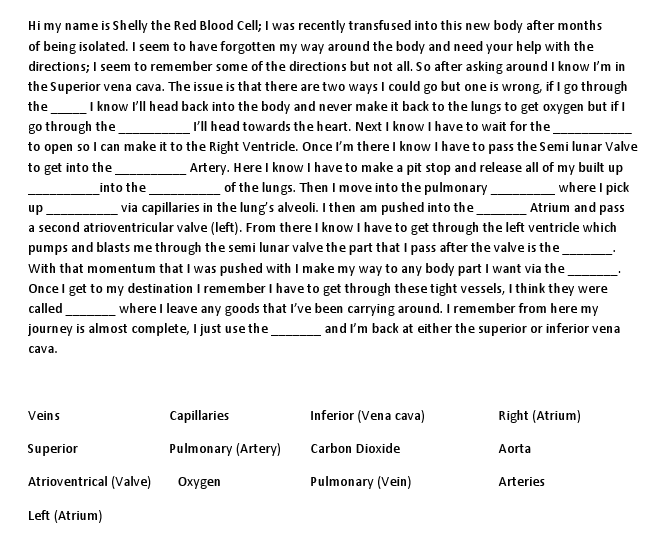 Hi my name is Shelly the Red Blood Cell; I was recently transfused into this new body after months
of being isolated. I seem to have forgotten my way around the body and need your help with the
directions; I seem to remember some of the directions but not all. So after asking around I know I'm in
the Superior vena cava. The issue is that there are two ways I could go but one is wrong, if I go through
the _____ I know I'll head back into the body and never make it back to the lungs to get oxygen but if I
go through the __________ I'll head towards the heart. Next I know I have to wait for the ___________
to open so I can make it to the Right Ventricle. Once I'm there I know I have to pass the Semi lunar Valve
to get into the __________ Artery. Here I know I have to make a pit stop and release all of my built up
__________into the __________ of the lungs. Then I move into the pulmonary _________ where I pick
up __________ via capillaries in the lung's alveoli. I then am pushed into the _______ Atrium and pass
a second atrioventricular valve (left). From there I know I have to get through the left ventricle which
pumps and blasts me through the semi lunar valve the part that I pass after the valve is the _______.
With that momentum that I was pushed with I make my way to any body part I want via the _______.
Once I get to my destination I remember I have to get through these tight vessels, I think they were
called _______ where I leave any goods that I've been carrying around. I remember from here my
journey is almost complete, I just use the _______ and I'm back at either the superior or inferior vena
cava.
Veins Capillaries Inferior (Vena cava) Right (Atrium)
Superior Pulmonary (Artery) Carbon Dioxide Aorta
Atrioventrical (Valve) Oxygen Pulmonary (Vein) Arteries
Left (Atrium)